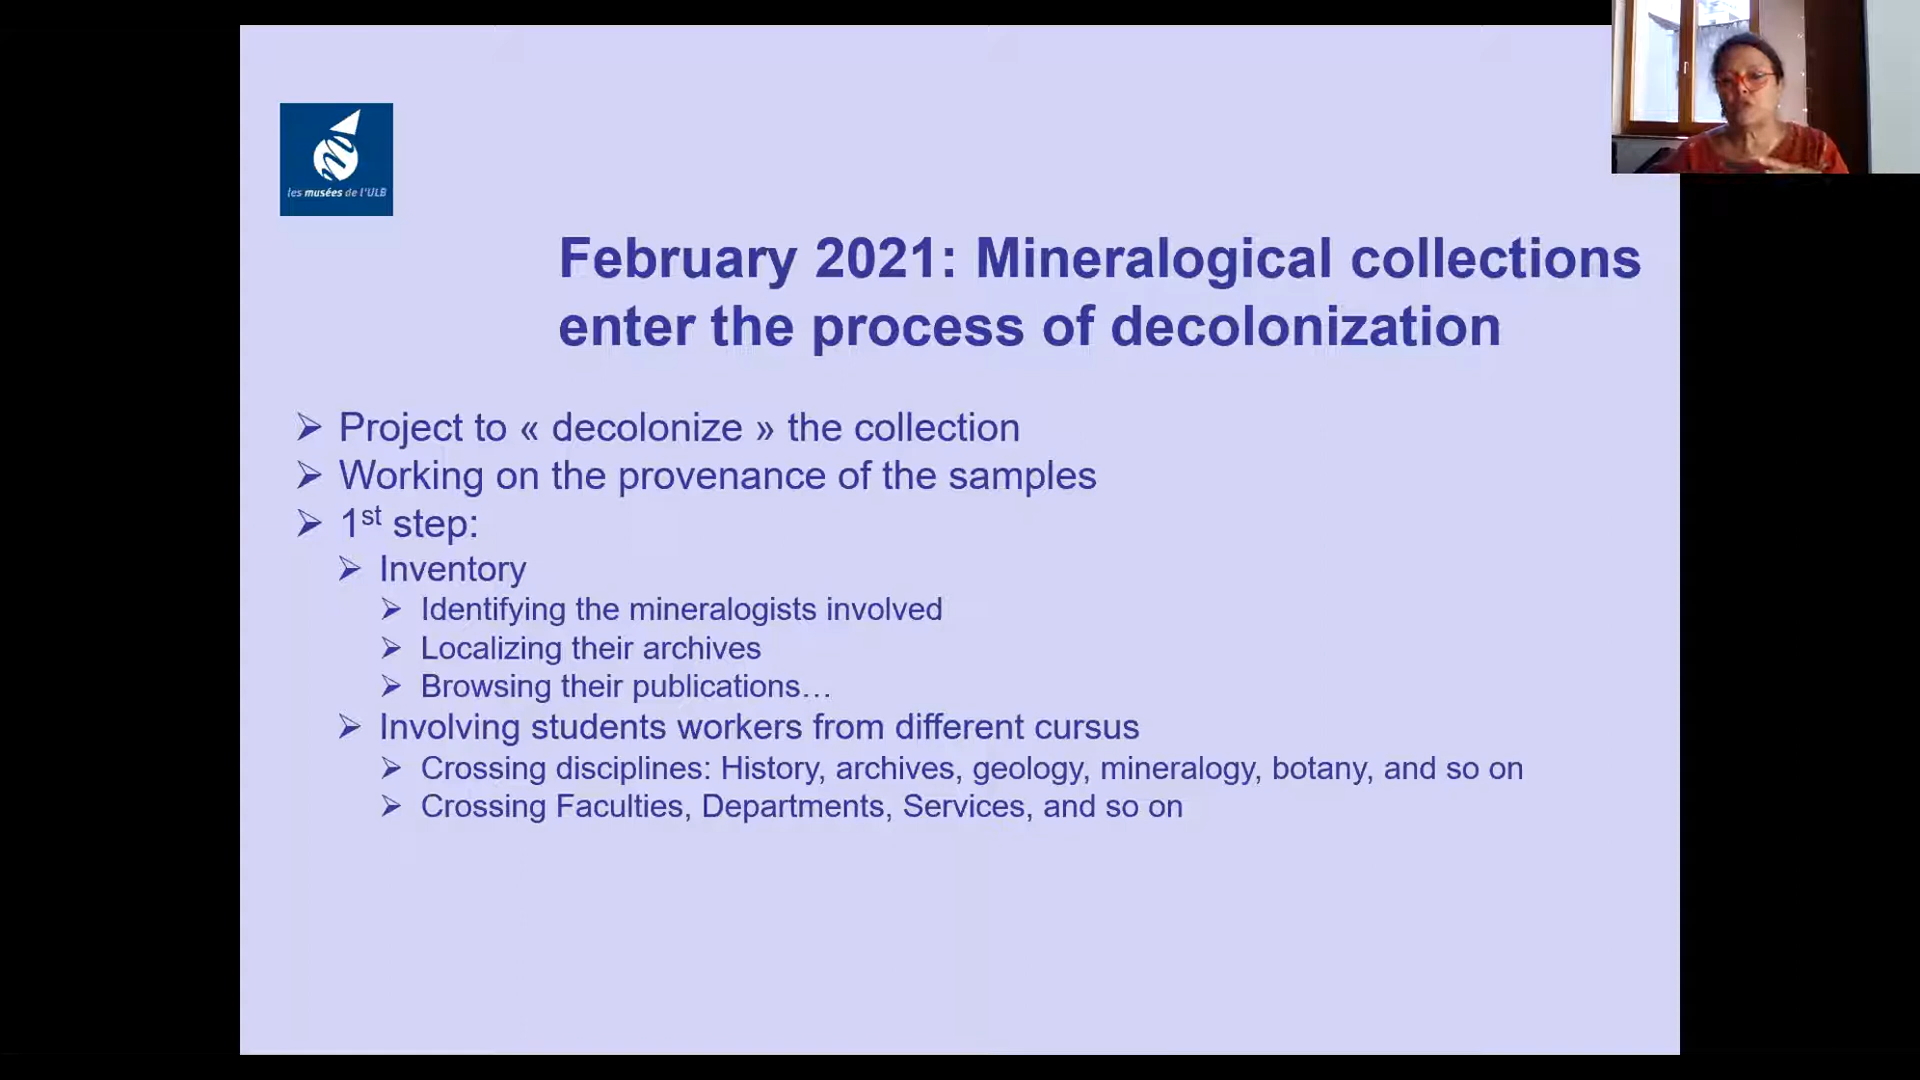 les musées de l'ULB
February 2021: Mineralogical collections
enter the process of decolonization
➢ Project to « decolonize » the collection
➢ Working on the provenance of the samples
➢ 1st step:
➢ Inventory
➢ Identifying the mineralogists involved
➢ Localizing their archives
➢ Browsing their publications…
➢ Involving students workers from different cursus
➢ Crossing disciplines: History, archives, geology, mineralogy, botany, and so on
➢ Crossing Faculties, Departments, Services, and so on